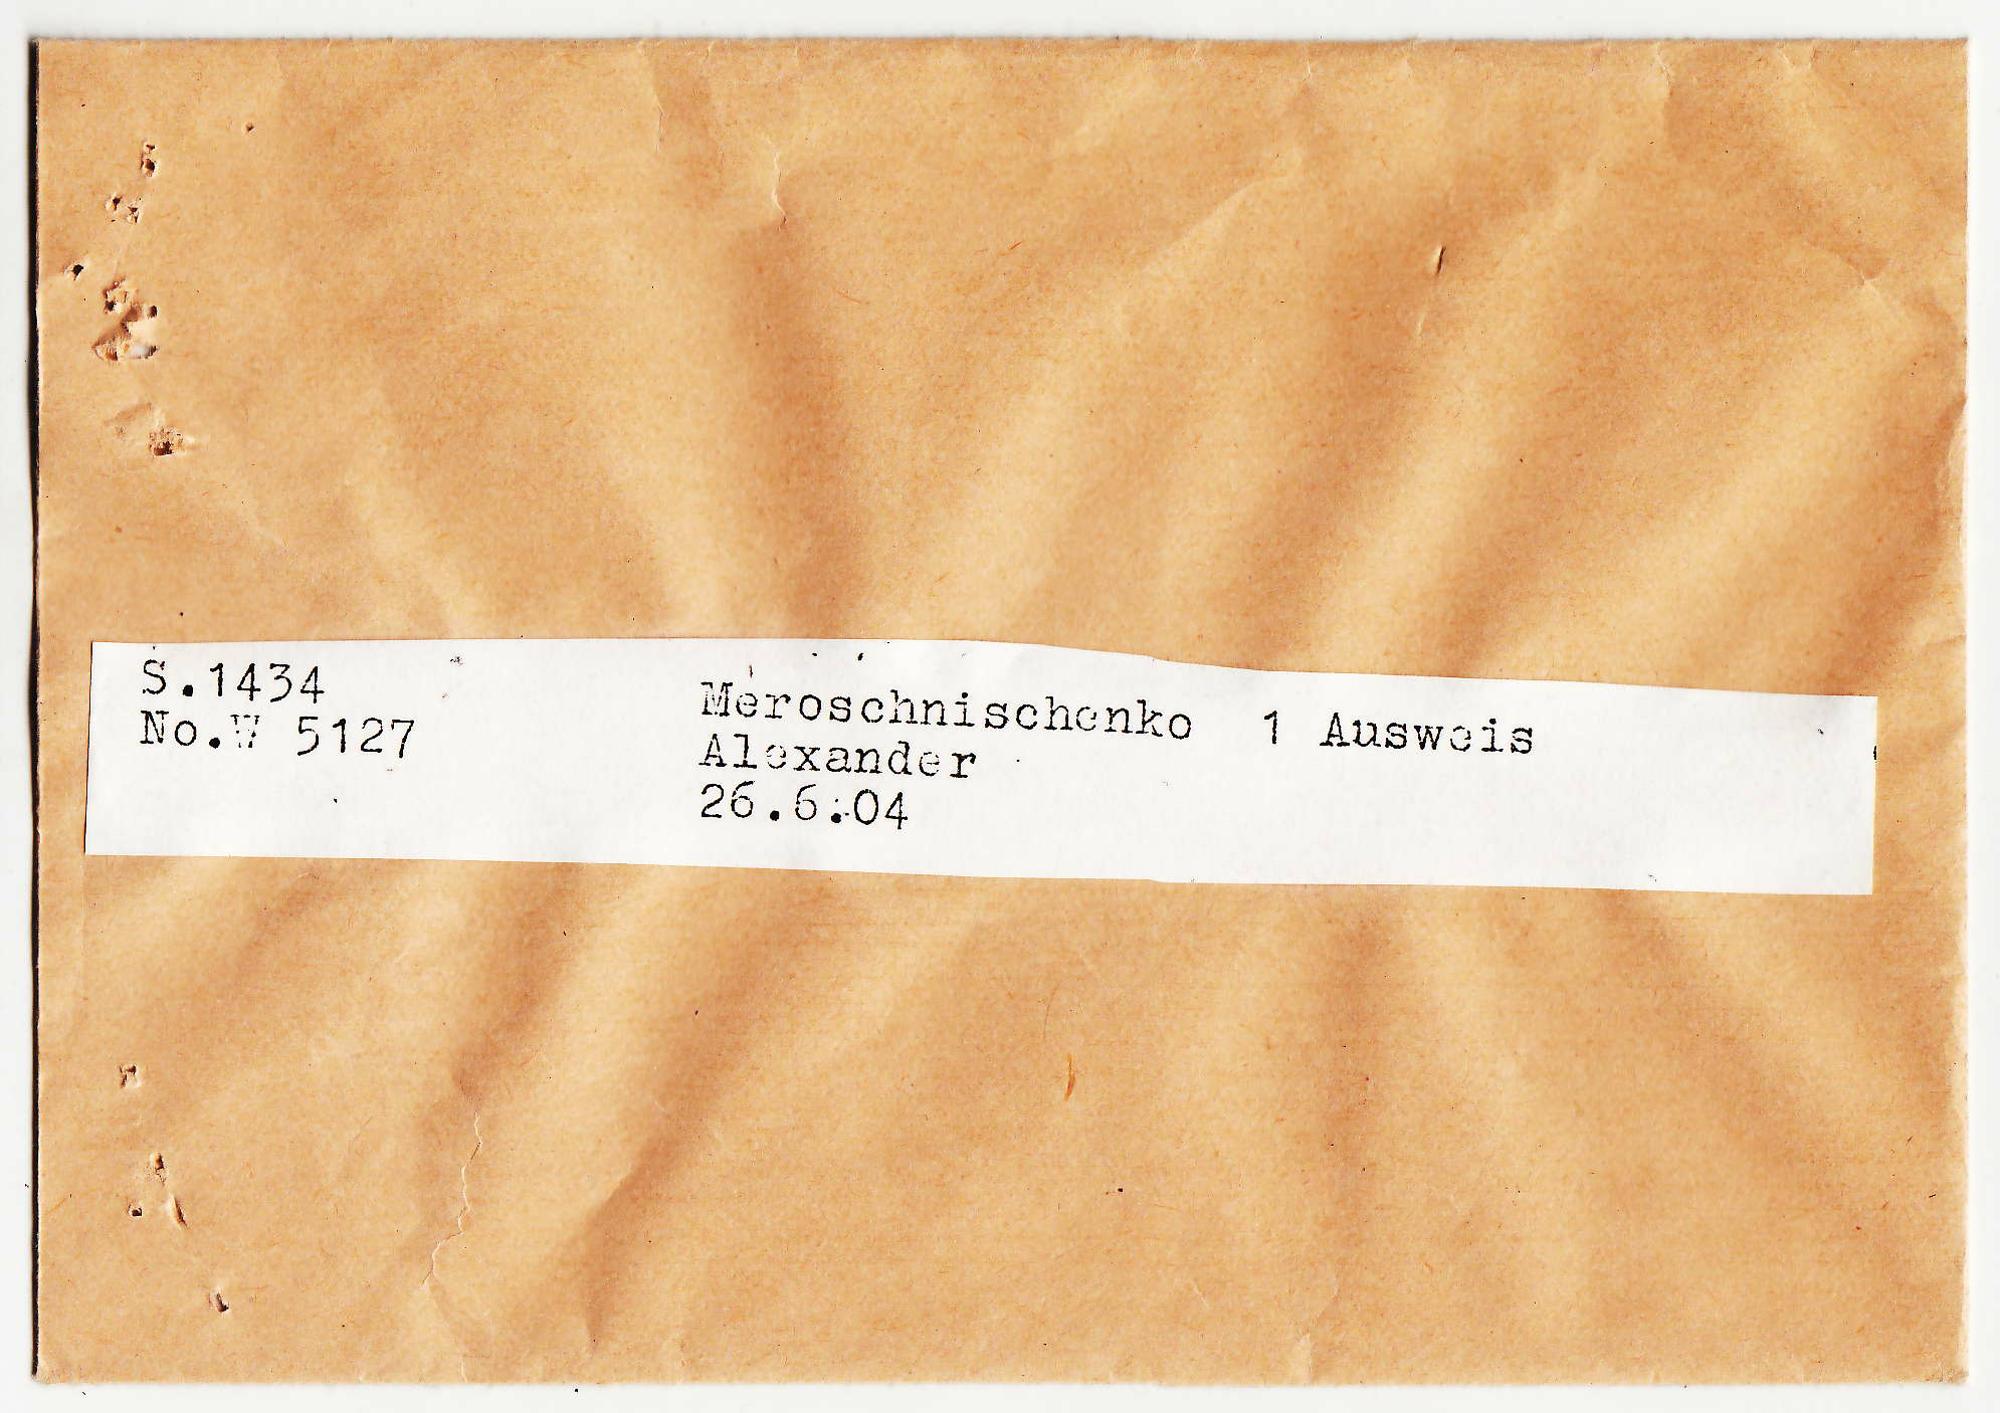 S.1434
No.W 5127
Meroschnischenko 1 Ausweis
Alexander
26.6.04